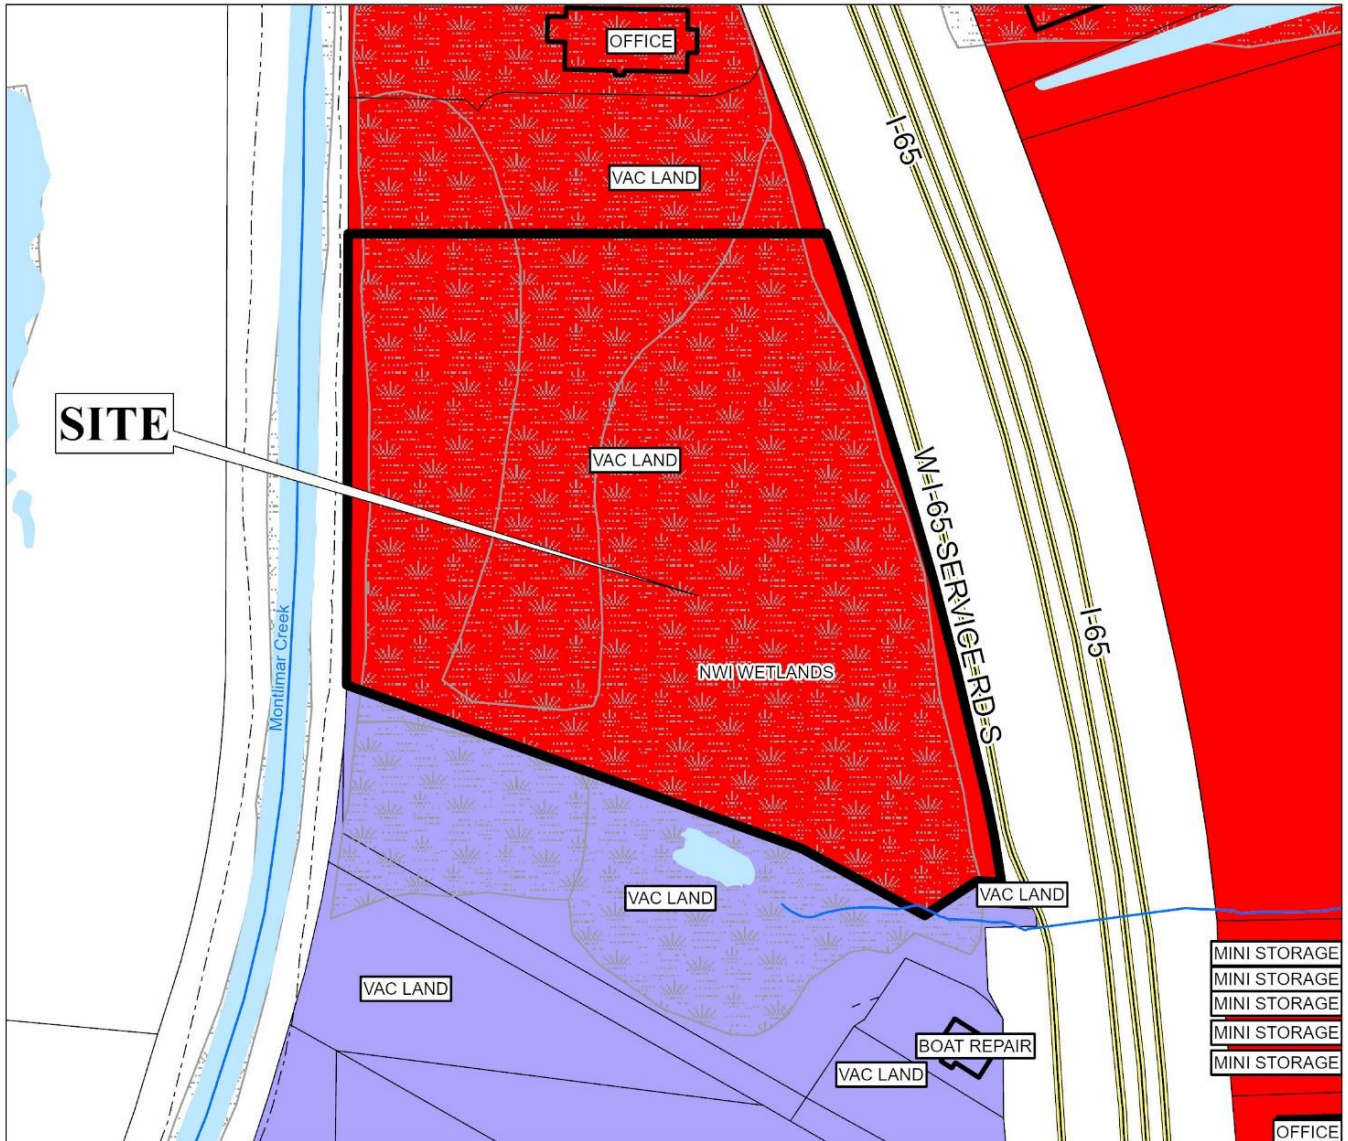 OFFICE
I-65
VAC LAND
SITE
VAC LAND
W I-65 SERVICE RD S
I-65
Montlimar Creek
NWI WETLANDS
VAC LAND
VAC LAND
MINI STORAGE
VAC LAND
MINI STORAGE
MINI STORAGE
MINI STORAGE
BOAT REPAIR
MINI STORAGE
VAC LAND
OFFICE